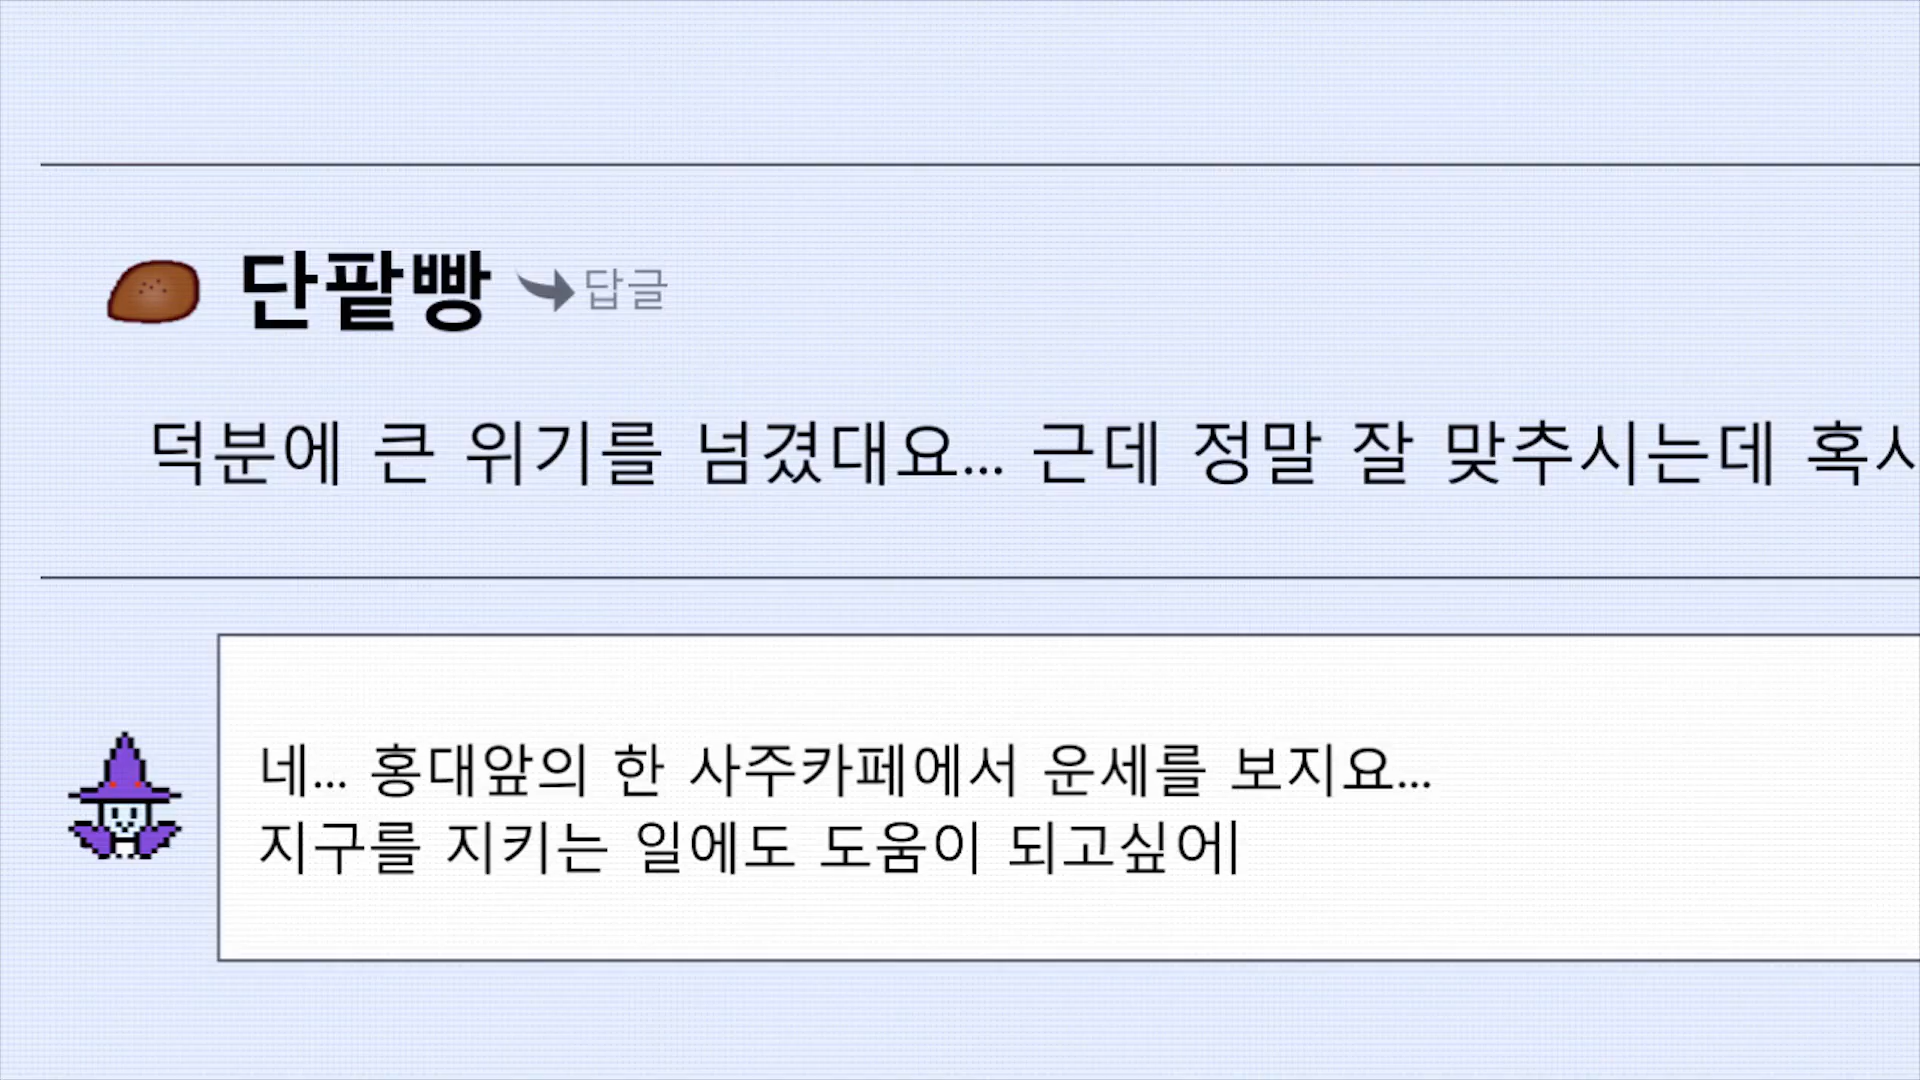 단팥빵 답글
덕분에 큰 위기를 넘겼대요... 근데 정말 잘 맞추시는데
네... 홍대앞의 한 사주카페에서 운세를 보지요...
지구를 지키는 일에도 도움이 되고싶어